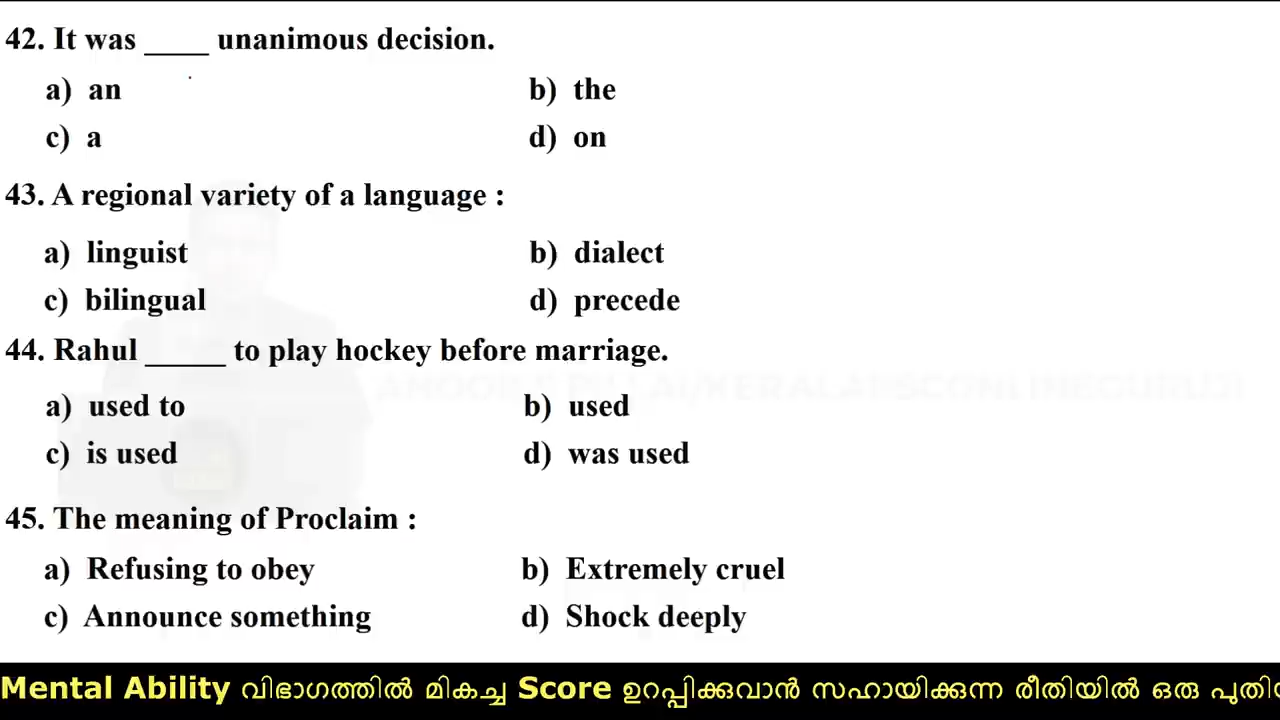 42. It was ____ unanimous decision.
a) an b) the
c) a d) on
43. A regional variety of a language :
a) linguist b) dialect
c) bilingual d) precede
44. Rahul _____ to play hockey before marriage.
a) used to b) used
c) is used d) was used
45. The meaning of Proclaim :
a) Refusing to obey b) Extremely cruel
c) Announce something d) Shock deeply
Mental Ability വിഭാഗത്തിൽ മികച്ച Score ഉറപ്പിക്കുവാൻ സഹായിക്കുന്ന രീതിയിൽ ഒരു